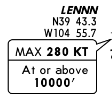 LENNN
N39 43.3
W104 55.7
MAX 280 KT
At or above
10000'